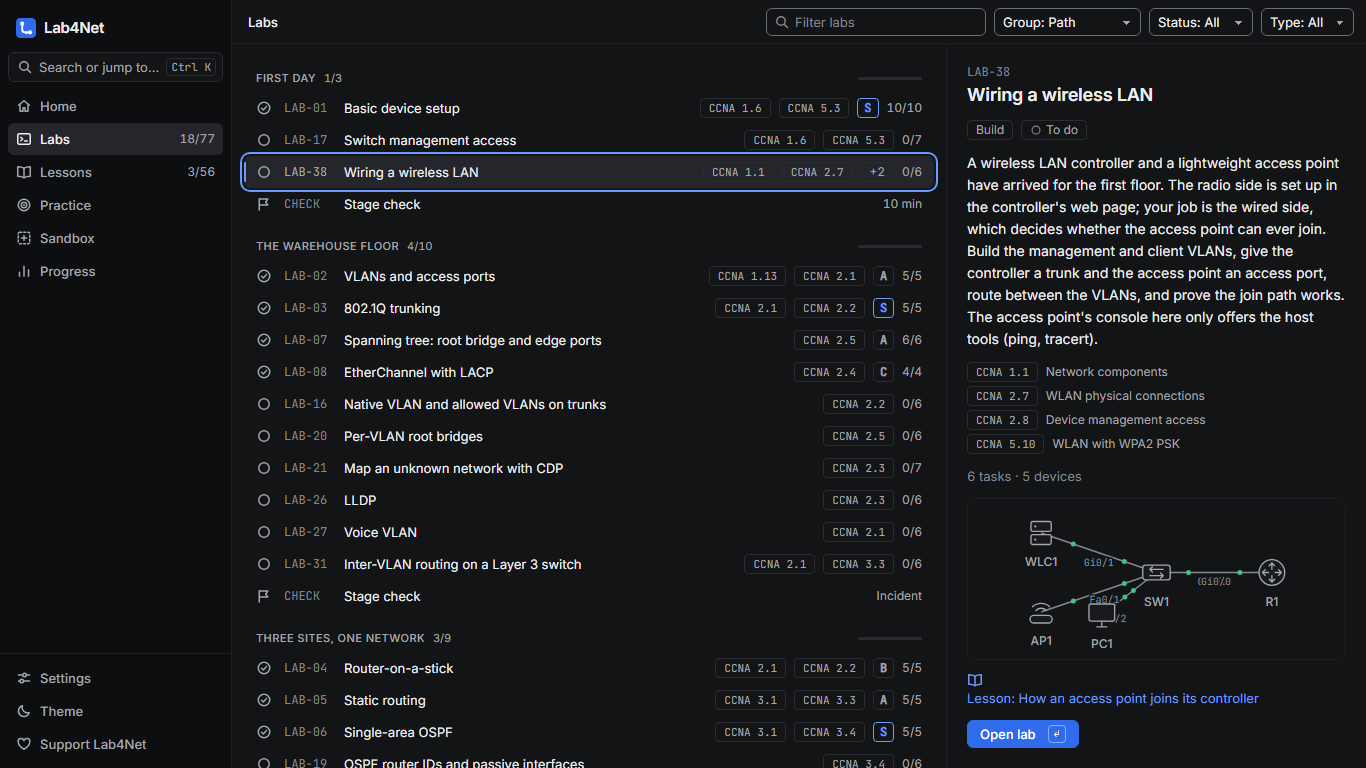 Lab4Net
Search or jump to... Ctrl K
Home
Labs 18/77
Lessons 3/56
Practice
Sandbox
Progress
Settings
Theme
Support Lab4Net
Labs
Filter labs
Group: Path
Status: All
Type: All
FIRST DAY 1/3
LAB-01 Basic device setup CCNA 1.6 CCNA 5.3 S 10/10
LAB-17 Switch management access CCNA 1.6 CCNA 5.3 0/7
LAB-38 Wiring a wireless LAN CCNA 1.1 CCNA 2.7 +2 0/6
CHECK Stage check 10 min
THE WAREHOUSE FLOOR 4/10
LAB-02 VLANs and access ports CCNA 1.13 CCNA 2.1 A 5/5
LAB-03 802.1Q trunking CCNA 2.1 CCNA 2.2 S 5/5
LAB-07 Spanning tree: root bridge and edge ports CCNA 2.5 A 6/6
LAB-08 EtherChannel with LACP CCNA 2.4 C 4/4
LAB-16 Native VLAN and allowed VLANs on trunks CCNA 2.2 0/6
LAB-20 Per-VLAN root bridges CCNA 2.5 0/6
LAB-21 Map an unknown network with CDP CCNA 2.3 0/7
LAB-26 LLDP CCNA 2.3 0/6
LAB-27 Voice VLAN CCNA 2.1 0/6
LAB-31 Inter-VLAN routing on a Layer 3 switch CCNA 2.1 CCNA 3.3 0/6
CHECK Stage check Incident
THREE SITES, ONE NETWORK 3/9
LAB-04 Router-on-a-stick CCNA 2.1 CCNA 2.2 B 5/5
LAB-05 Static routing CCNA 3.1 CCNA 3.3 A 5/5
LAB-06 Single-area OSPF CCNA 3.1 CCNA 3.4 S 5/5
LAB-19 OSPF router IDs and passive interfaces CCNA 3.4 0/6
LAB-38
Wiring a wireless LAN
Build To do
A wireless LAN controller and a lightweight access point
have arrived for the first floor. The radio side is set up in
the controller's web page; your job is the wired side,
which decides whether the access point can ever join.
Build the management and client VLANs, give the
controller a trunk and the access point an access port,
route between the VLANs, and prove the join path works.
The access point's console here only offers the host
tools (ping, tracert).
CCNA 1.1 Network components
CCNA 2.7 WLAN physical connections
CCNA 2.8 Device management access
CCNA 5.10 WLAN with WPA2 PSK
6 tasks · 5 devices
WLC1
Gi0/1
SW1
R1
Fa0/1
/2
AP1
PC1
Lesson: How an access point joins its controller
Open lab